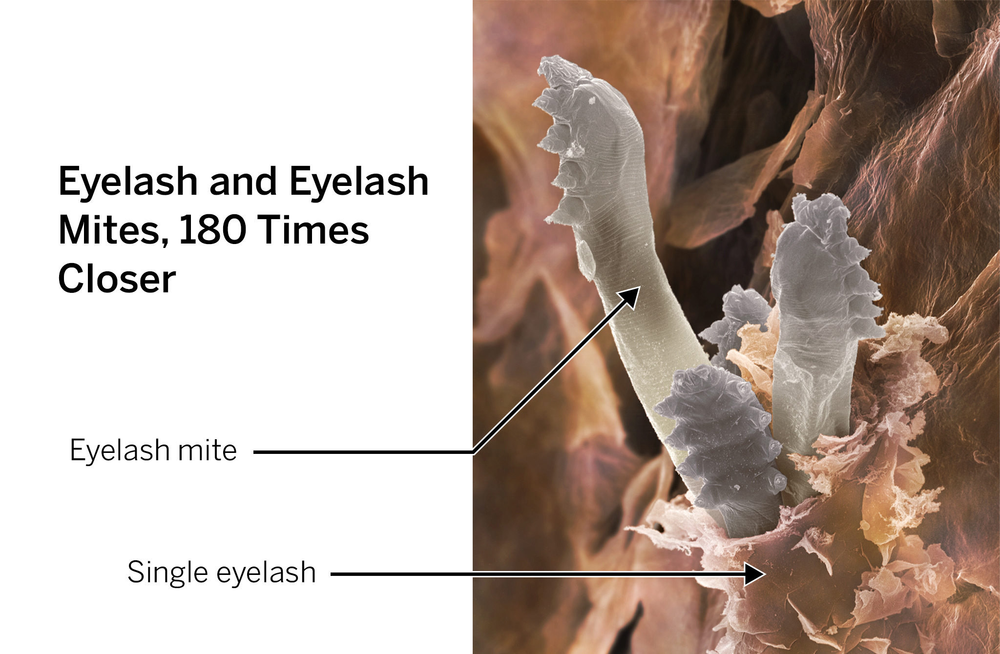 Eyelash and Eyelash
Mites, 180 Times
Closer
Eyelash mite
Single eyelash